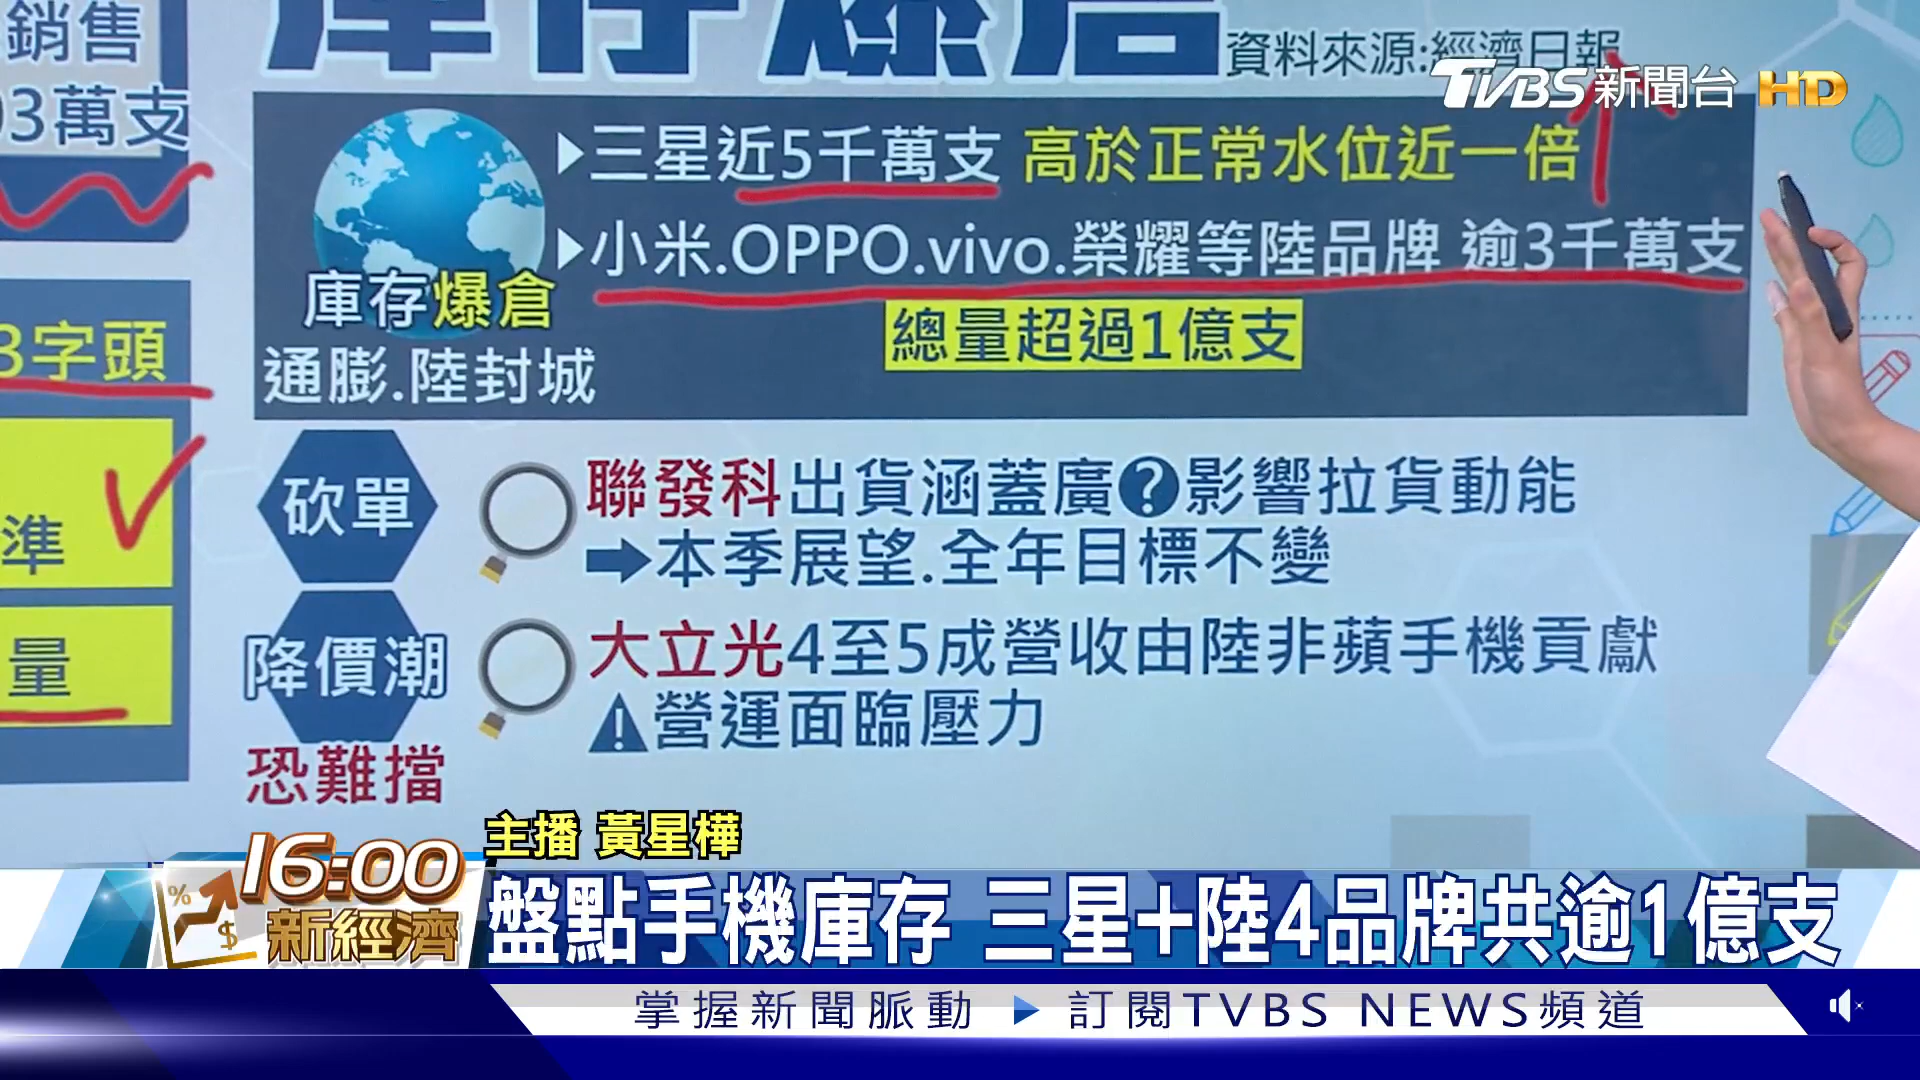 銷售
03萬支
3字頭
準
量
庫存爆倉
資料來源:經濟日報
TVBS新聞台 HD
三星近5千萬支 高於正常水位近一倍
小米.OPPO.vivo.榮耀等陸品牌 逾3千萬支
總量超過1億支
庫存爆倉
通膨.陸封城
砍單
聯發科出貨涵蓋廣?影響拉貨動能
➡本季展望.全年目標不變
降價潮
恐難擋
大立光4至5成營收由陸非蘋手機貢獻
⚠營運面臨壓力
主播 黃星樺
16:00
新經濟
% $
盤點手機庫存 三星+陸4品牌共逾1億支
掌握新聞脈動 ▶ 訂閱TVBS NEWS頻道